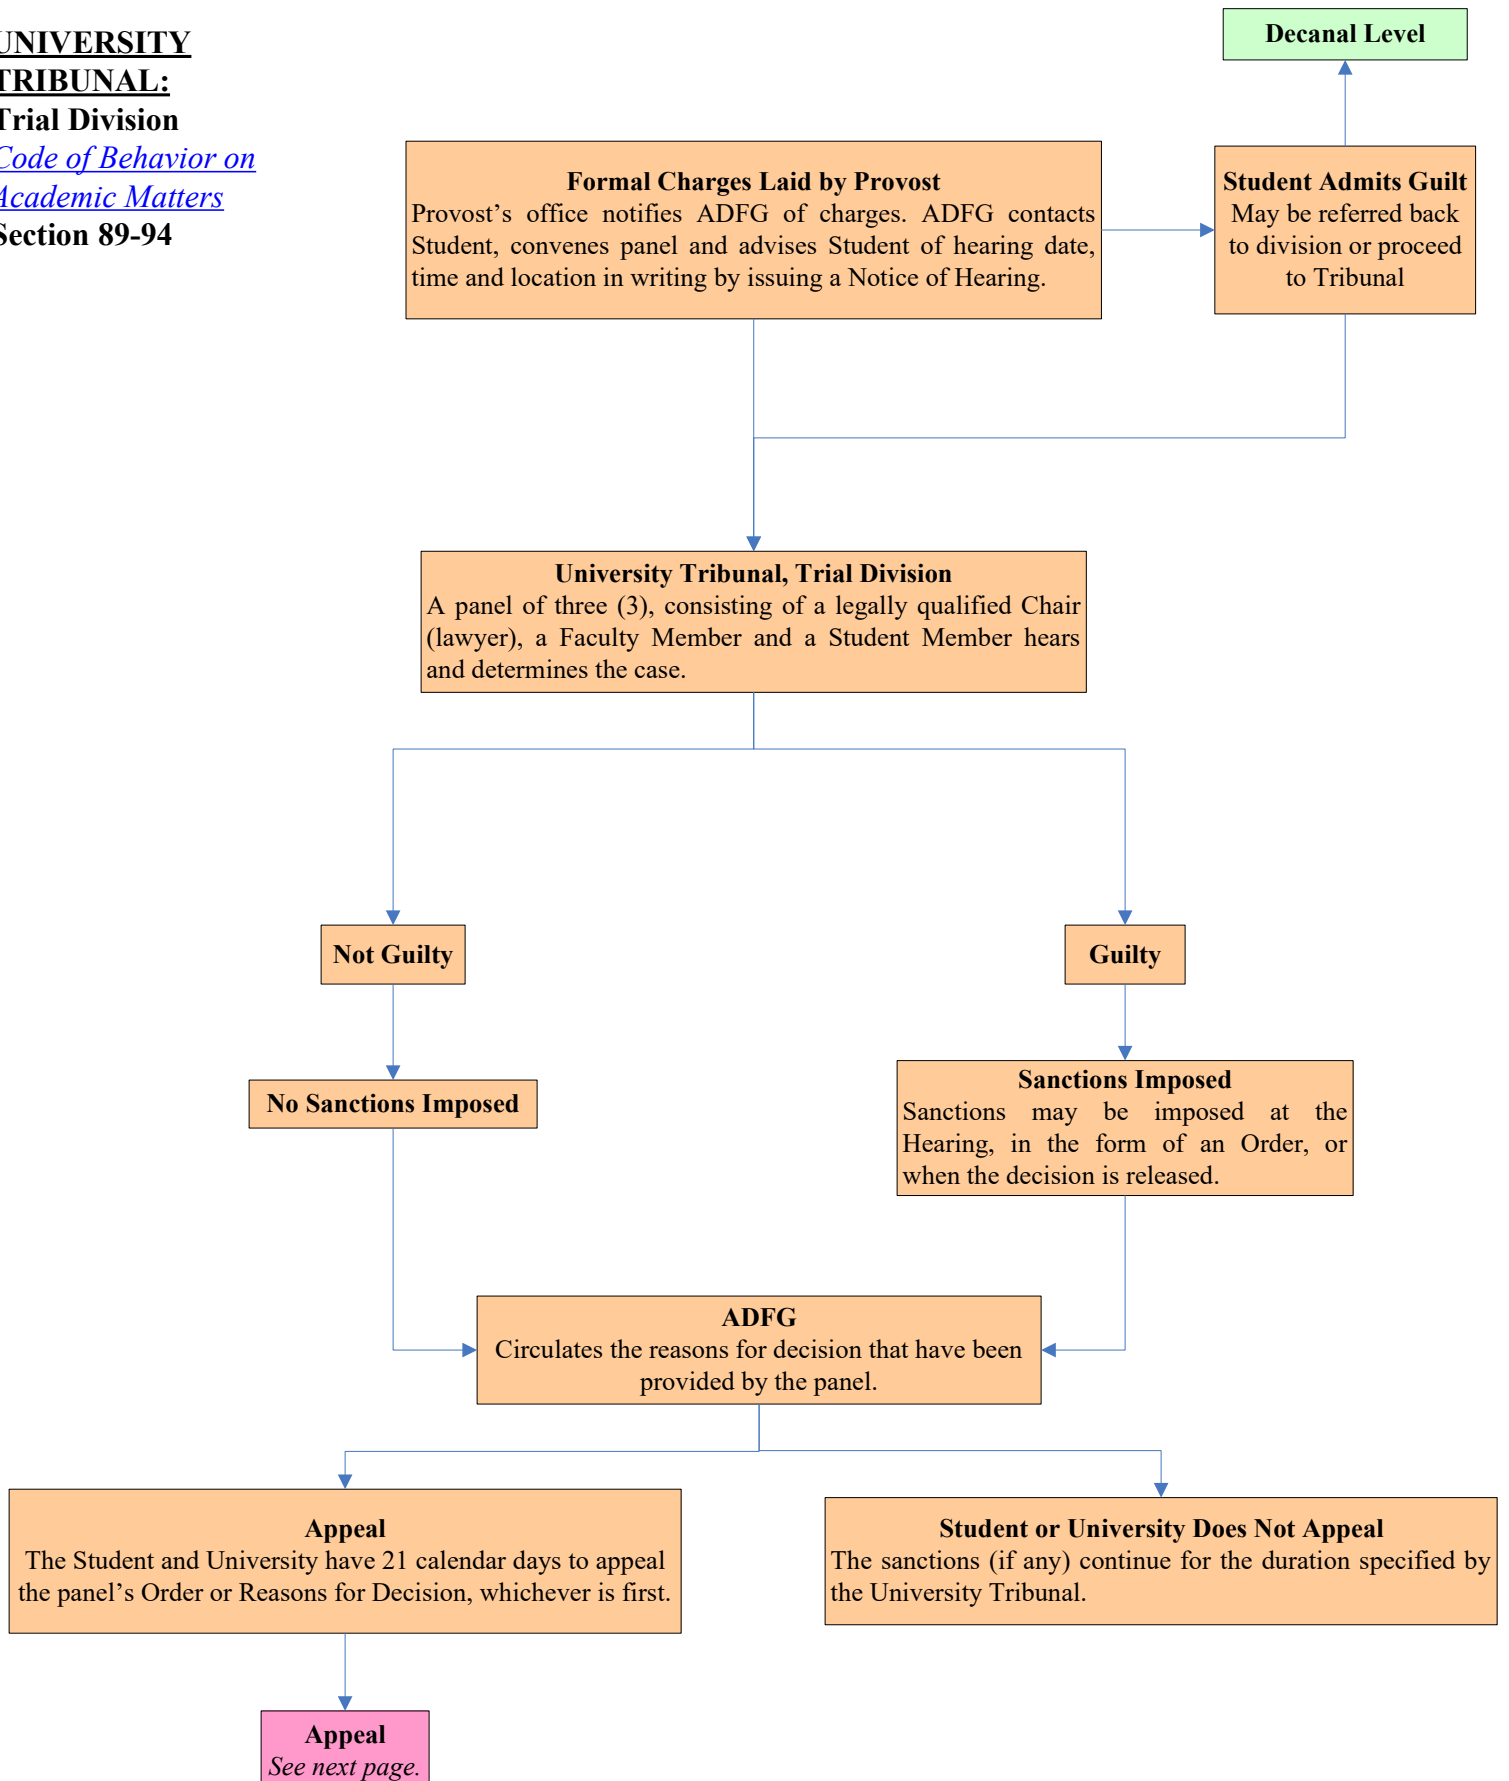 UNIVERSITY
TRIBUNAL:
Trial Division
Code of Behavior on
Academic Matters
Section 89-94
Decanal Level
Formal Charges Laid by Provost
Provost’s office notifies ADFG of charges. ADFG contacts
Student, convenes panel and advises Student of hearing date,
time and location in writing by issuing a Notice of Hearing.
Student Admits Guilt
May be referred back
to division or proceed
to Tribunal
University Tribunal, Trial Division
A panel of three (3), consisting of a legally qualified Chair
(lawyer), a Faculty Member and a Student Member hears
and determines the case.
Not Guilty
Guilty
No Sanctions Imposed
Sanctions Imposed
Sanctions may be imposed at the
Hearing, in the form of an Order, or
when the decision is released.
ADFG
Circulates the reasons for decision that have been
provided by the panel.
Appeal
The Student and University have 21 calendar days to appeal
the panel’s Order or Reasons for Decision, whichever is first.
Student or University Does Not Appeal
The sanctions (if any) continue for the duration specified by
the University Tribunal.
Appeal
See next page.